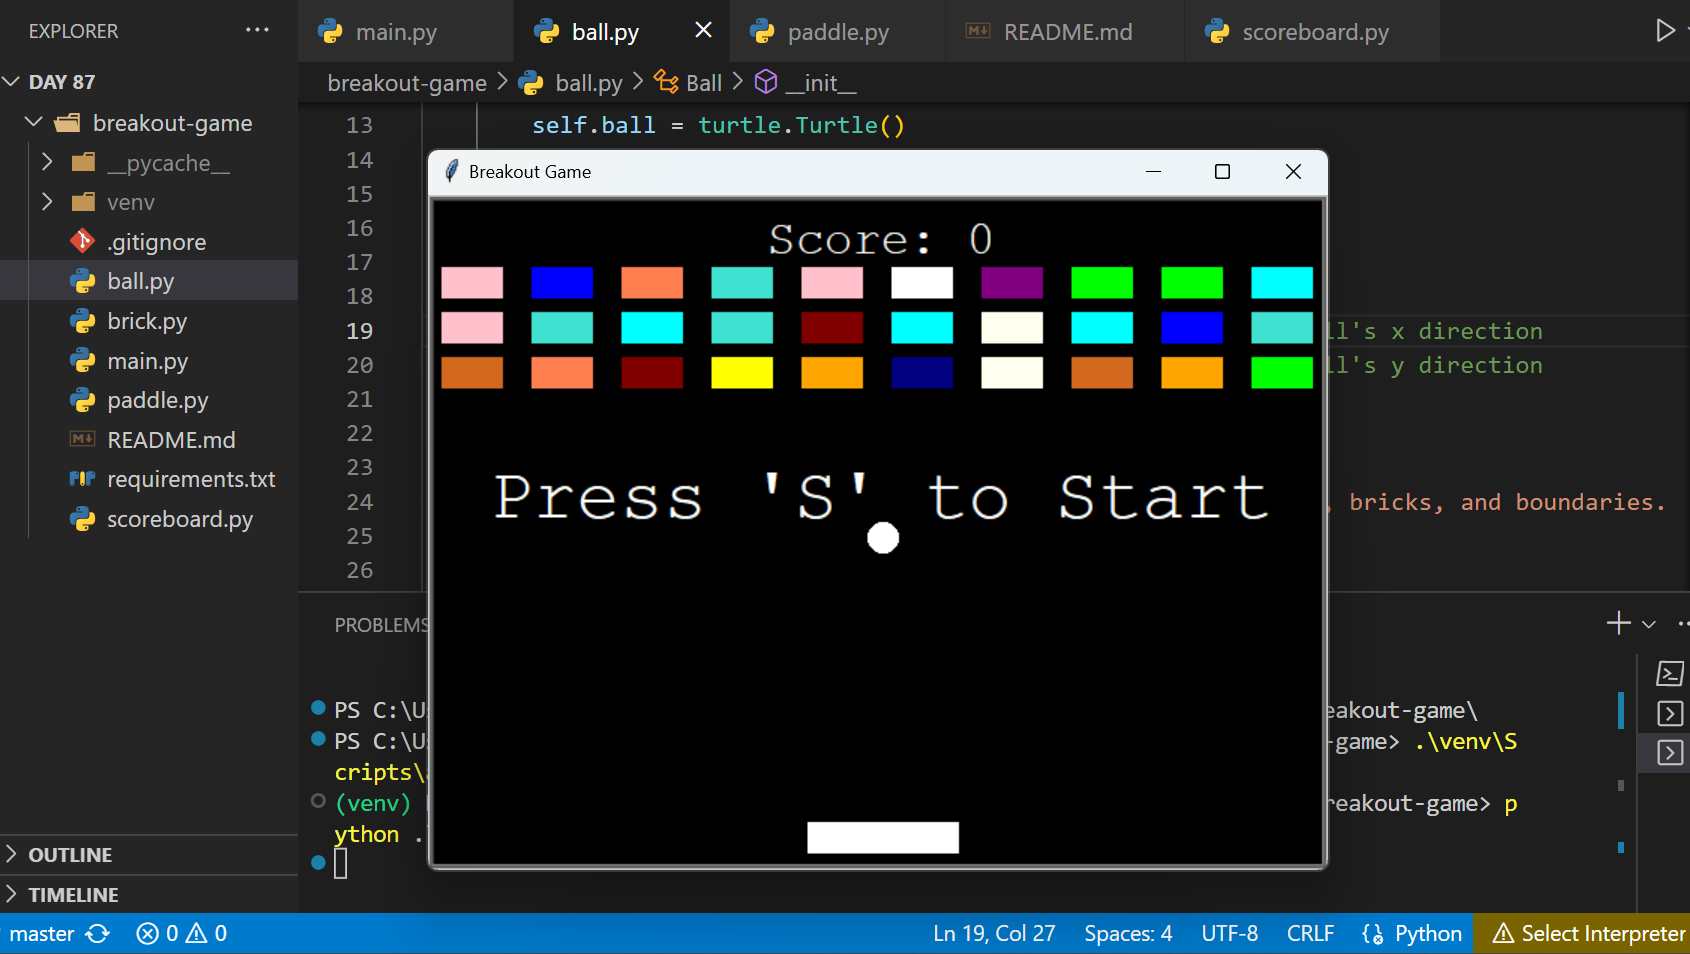 EXPLORER
DAY 87
breakout-game
__pycache__
venv
.gitignore
ball.py
brick.py
main.py
paddle.py
README.md
requirements.txt
scoreboard.py
OUTLINE
TIMELINE
main.py ball.py paddle.py README.md scoreboard.py
breakout-game > ball.py > Ball > __init__
13 self.ball = turtle.Turtle()
14
15
16
17
18
19 ll's x direction
20 ll's y direction
21
22
23
24 , bricks, and boundaries.
25
26
Breakout Game
Score: 0
Press 'S' to Start
PROBLEMS
PS C:\U eakout-game\
PS C:\U -game> .\venv\S
cripts\
(venv) reakout-game> p
ython .
master 0 0 Ln 19, Col 27 Spaces: 4 UTF-8 CRLF Python Select Interpreter